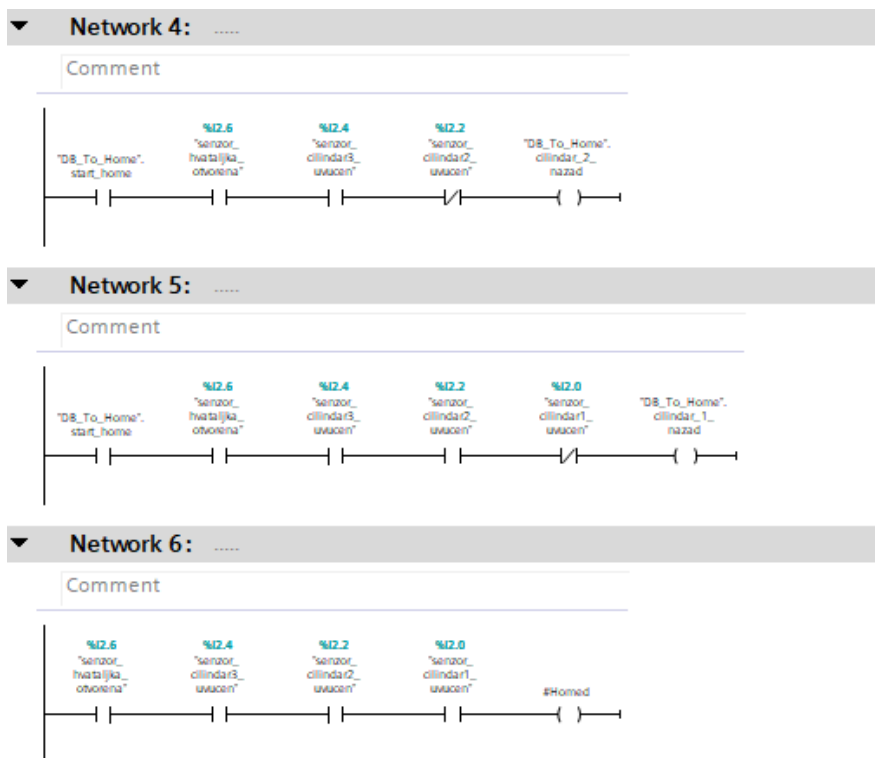 Network 4: .....
Comment
%I2.6 %I2.4 %I2.2
"senzor_ "senzor_ "senzor_ "DB_To_Home".
"DB_To_Home". hvataljka_ cilindar3_ cilindar2_ cilindar_2_
start_home otvorena" uvucen" uvucen" nazad
Network 5: .....
Comment
%I2.6 %I2.4 %I2.2 %I2.0
"senzor_ "senzor_ "senzor_ "senzor_ "DB_To_Home".
"DB_To_Home". hvataljka_ cilindar3_ cilindar2_ cilindar1_ cilindar_1_
start_home otvorena" uvucen" uvucen" uvucen" nazad
Network 6: .....
Comment
%I2.6 %I2.4 %I2.2 %I2.0
"senzor_ "senzor_ "senzor_ "senzor_
hvataljka_ cilindar3_ cilindar2_ cilindar1_
otvorena" uvucen" uvucen" uvucen" #Homed